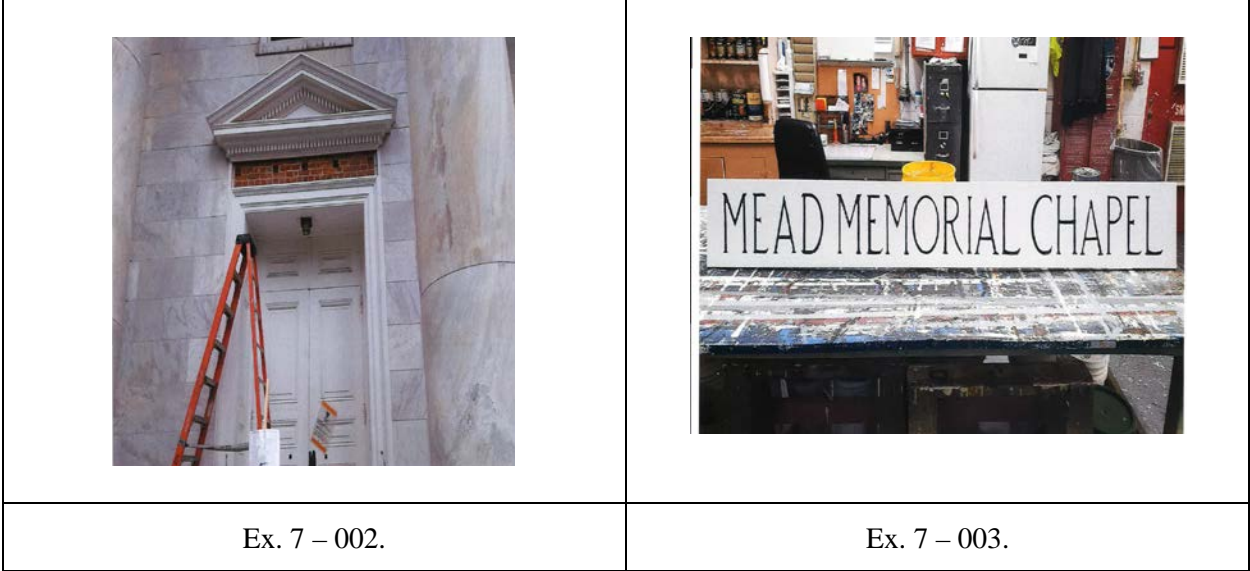 MEAD MEMORIAL CHAPEL
Ex. 7 – 002.
Ex. 7 – 003.